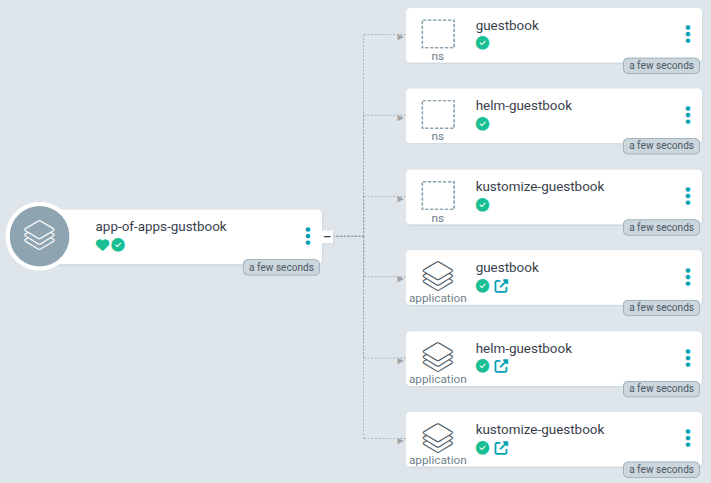 guestbook
ns
a few seconds
helm-guestbook
ns
a few seconds
kustomize-guestbook
ns
a few seconds
app-of-apps-gustbook
a few seconds
guestbook
application
a few seconds
helm-guestbook
application
a few seconds
kustomize-guestbook
application
a few seconds